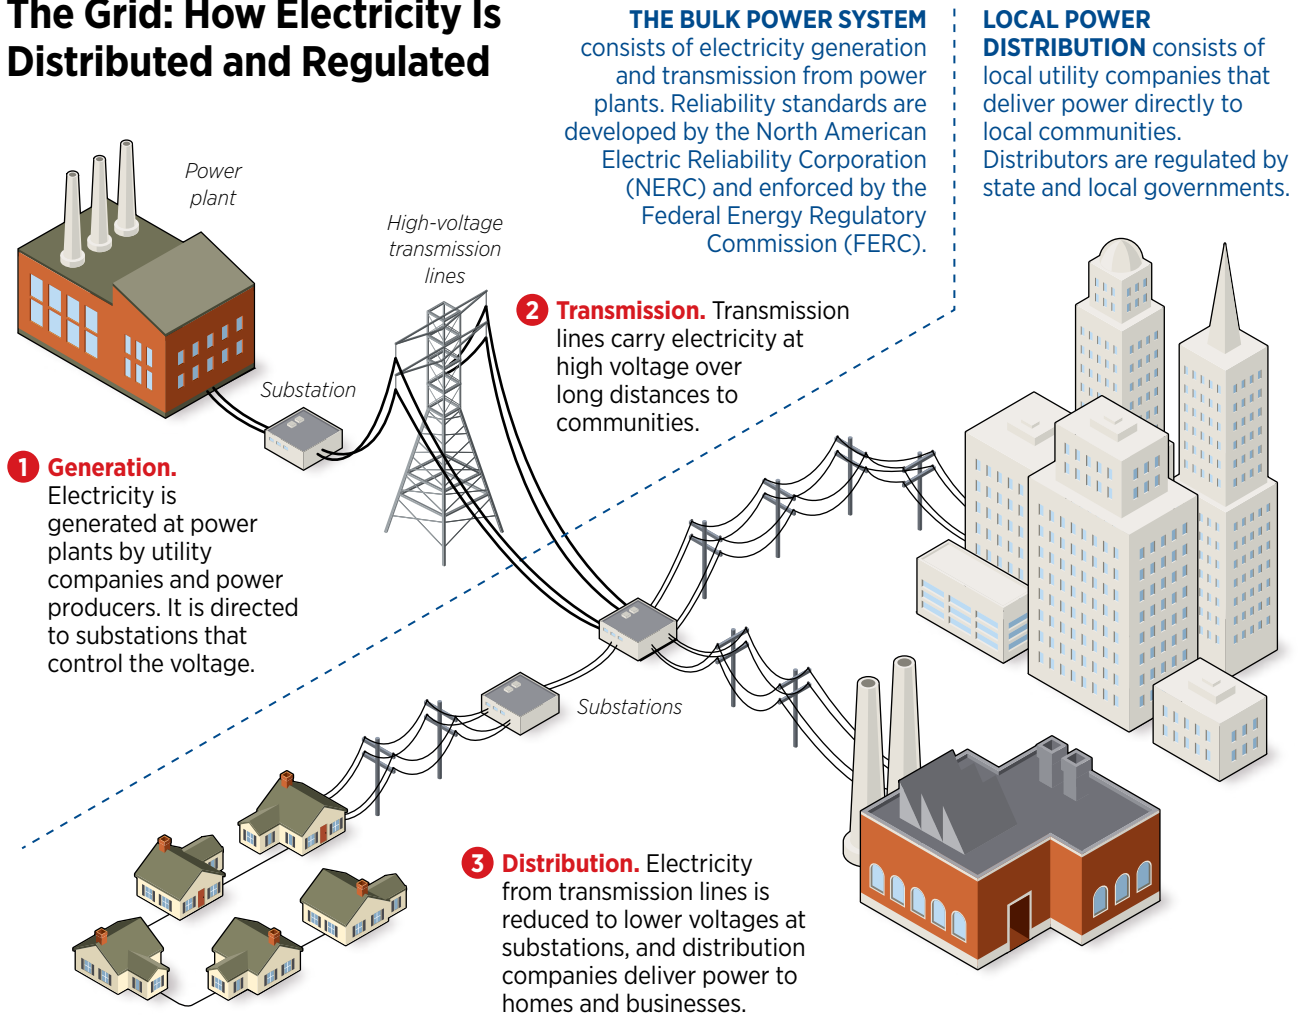 The Grid: How Electricity Is
Distributed and Regulated
THE BULK POWER SYSTEM
consists of electricity generation
and transmission from power
plants. Reliability standards are
developed by the North American
Electric Reliability Corporation
(NERC) and enforced by the
Federal Energy Regulatory
Commission (FERC).
LOCAL POWER
DISTRIBUTION consists of
local utility companies that
deliver power directly to
local communities.
Distributors are regulated by
state and local governments.
Power
plant
High-voltage
transmission
lines
Substation
1 Generation.
Electricity is
generated at power
plants by utility
companies and power
producers. It is directed
to substations that
control the voltage.
2 Transmission. Transmission
lines carry electricity at
high voltage over
long distances to
communities.
Substations
3 Distribution. Electricity
from transmission lines is
reduced to lower voltages at
substations, and distribution
companies deliver power to
homes and businesses.